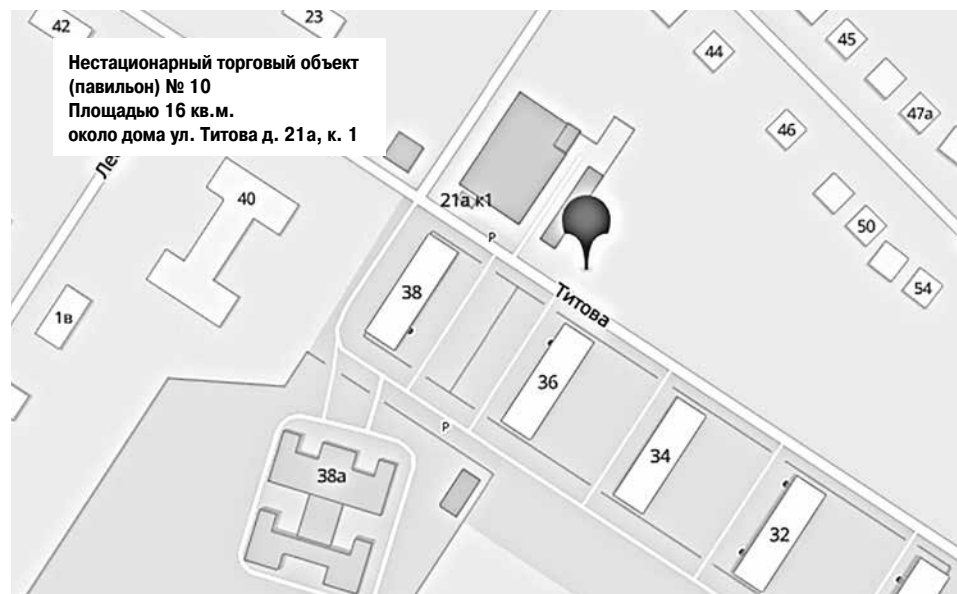 42
23
Нестационарный торговый объект
(павильон) № 10
Площадью 16 кв.м.
около дома ул. Титова д. 21а, к. 1
44
45
47а
46
40
21а,к1
P
50
54
38
Титова
1в
36
P
34
38а
32